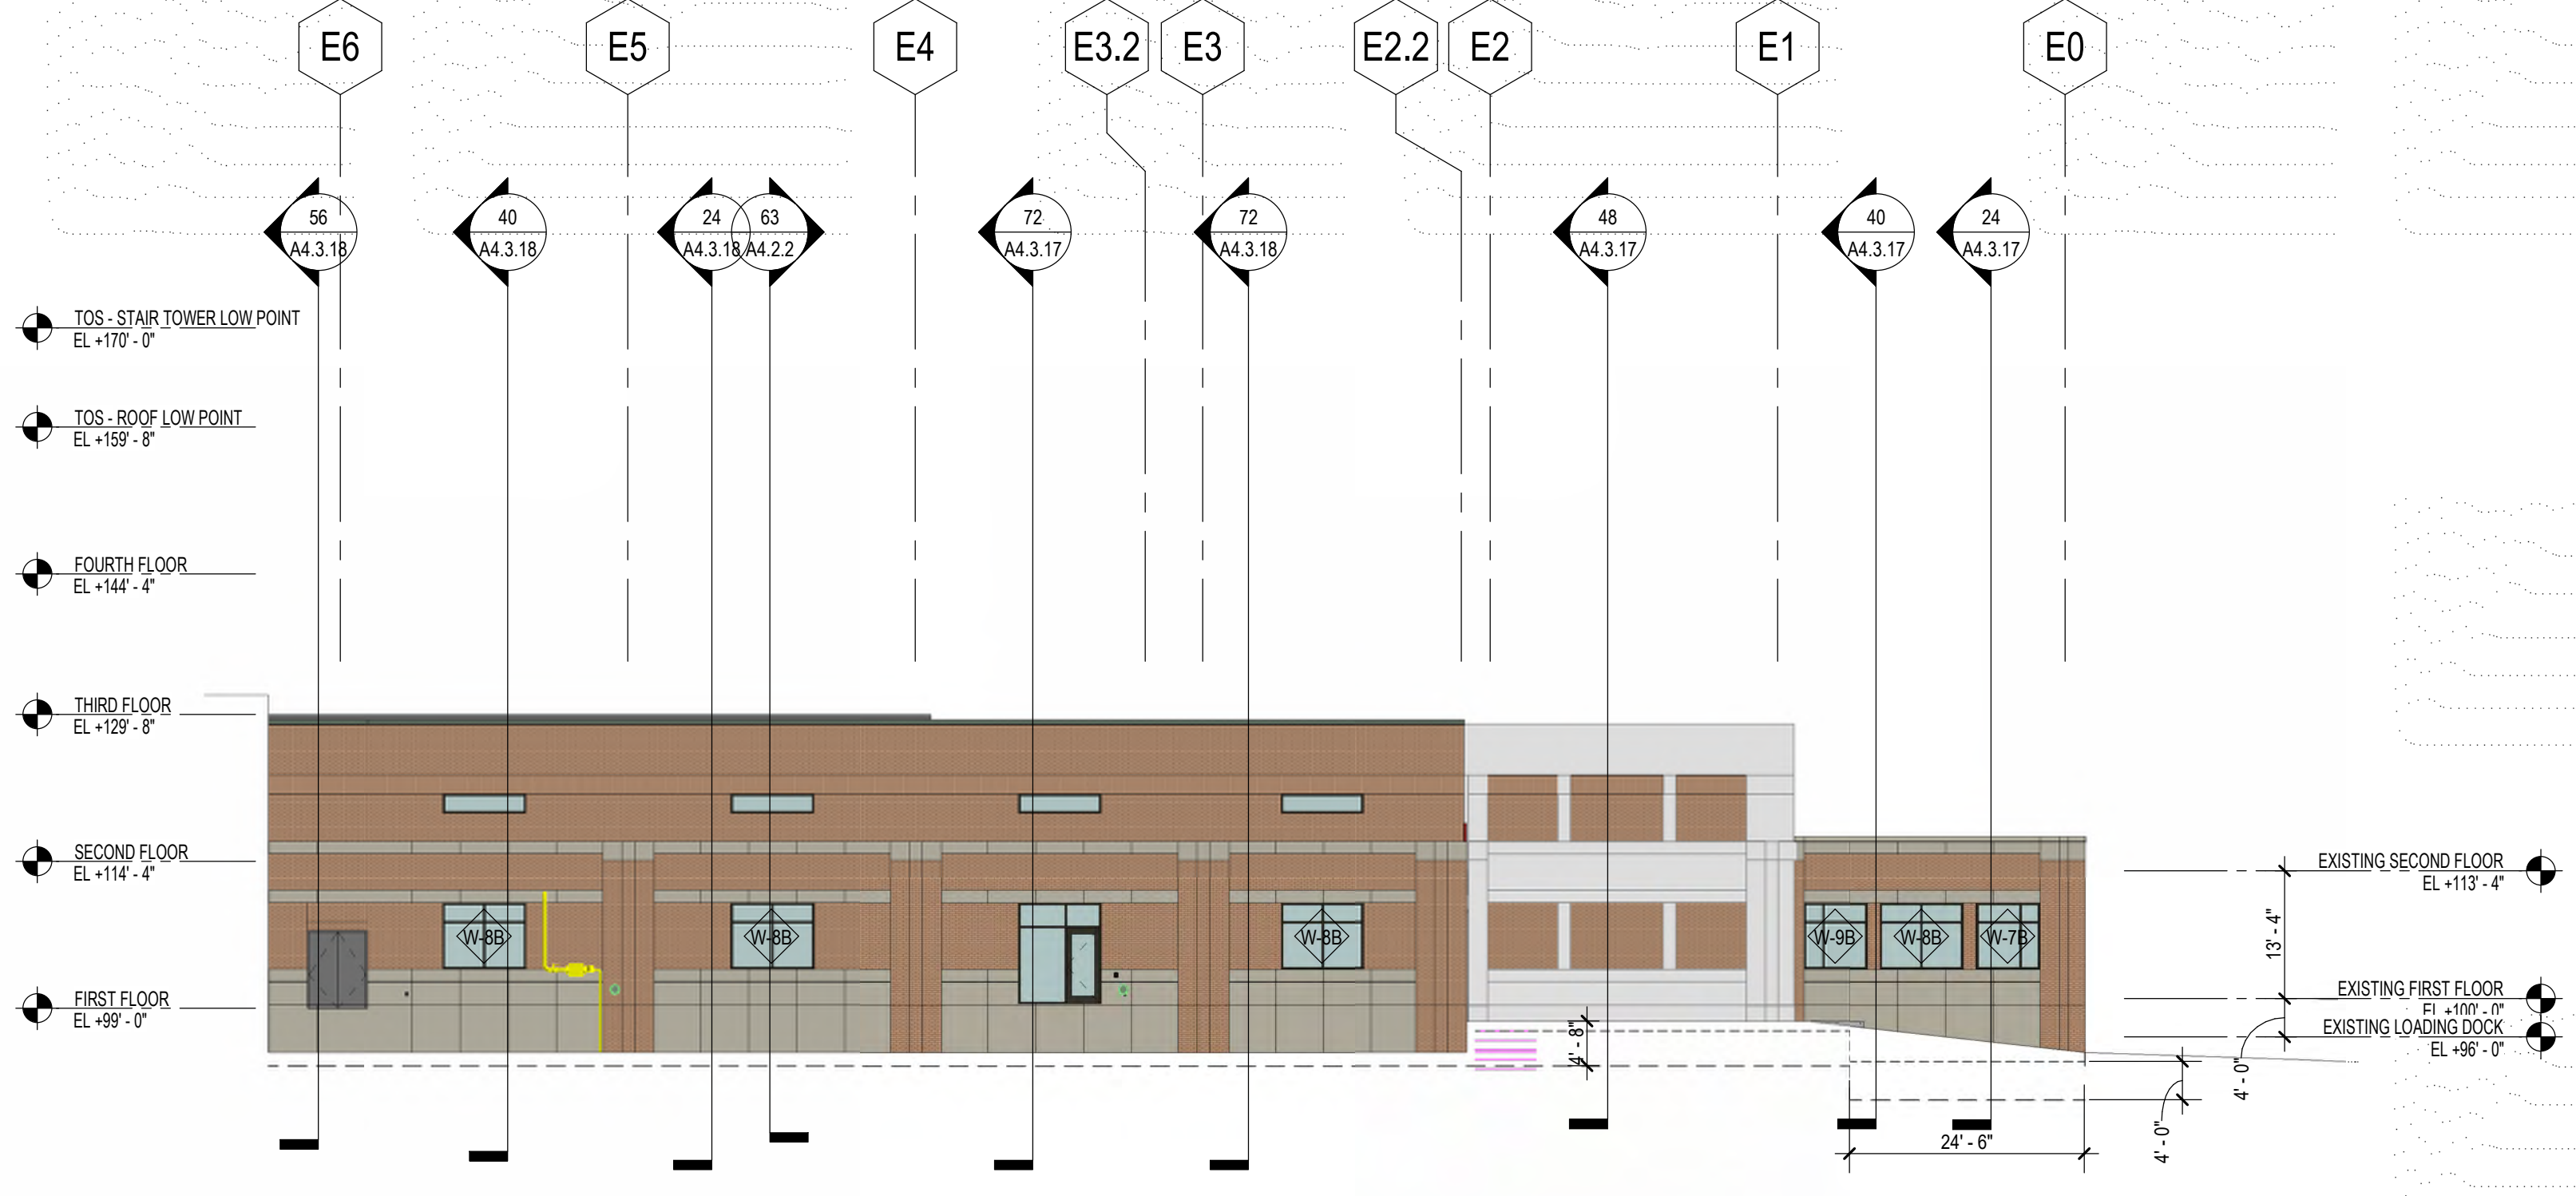 E6
E5
E4
E3.2
E3
E2.2
E2
E1
E0
56
A4.3.18
40
A4.3.18
24
A4.3.18
63
A4.2.2
72
A4.3.17
72
A4.3.18
48
A4.3.17
40
A4.3.17
24
A4.3.17
TOS - STAIR TOWER LOW POINT
EL +170' - 0"
TOS - ROOF LOW POINT
EL +159' - 8"
FOURTH FLOOR
EL +144' - 4"
THIRD FLOOR
EL +129' - 8"
SECOND FLOOR
EL +114' - 4"
FIRST FLOOR
EL +99' - 0"
W-8B
W-8B
W-8B
W-9B
W-8B
W-7B
EXISTING SECOND FLOOR
EL +113' - 4"
13' - 4"
EXISTING FIRST FLOOR
EL +100' - 0"
EXISTING LOADING DOCK
EL +96' - 0"
4' - 8"
4' - 0"
4' - 0"
24' - 6"